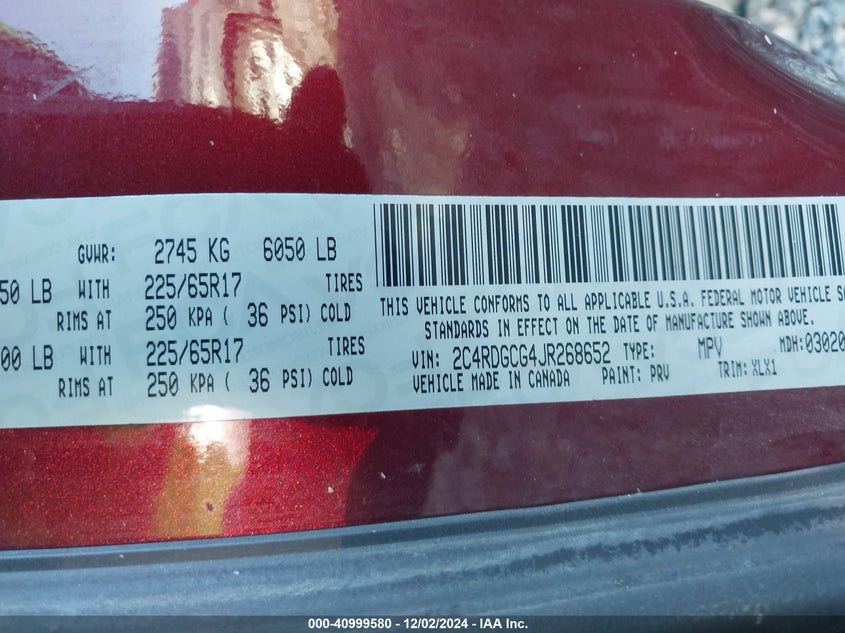 GVWR: 2745 KG 6050 LB
50 LB WITH 225/65R17 TIRES
RIMS AT 250 KPA ( 36 PSI) COLD
00 LB WITH 225/65R17 TIRES
RIMS AT 250 KPA ( 36 PSI) COLD
THIS VEHICLE CONFORMS TO ALL APPLICABLE U.S.A. FEDERAL MOTOR VEHICLE SA
STANDARDS IN EFFECT ON THE DATE OF MANUFACTURE SHOWN ABOVE.
VIN: 2C4RDGCG4JR268652 TYPE: MPV MDH: 03020
VEHICLE MADE IN CANADA PAINT: PRV TRIM: XLX1
000-40999580 - 12/02/2024 - IAA Inc.